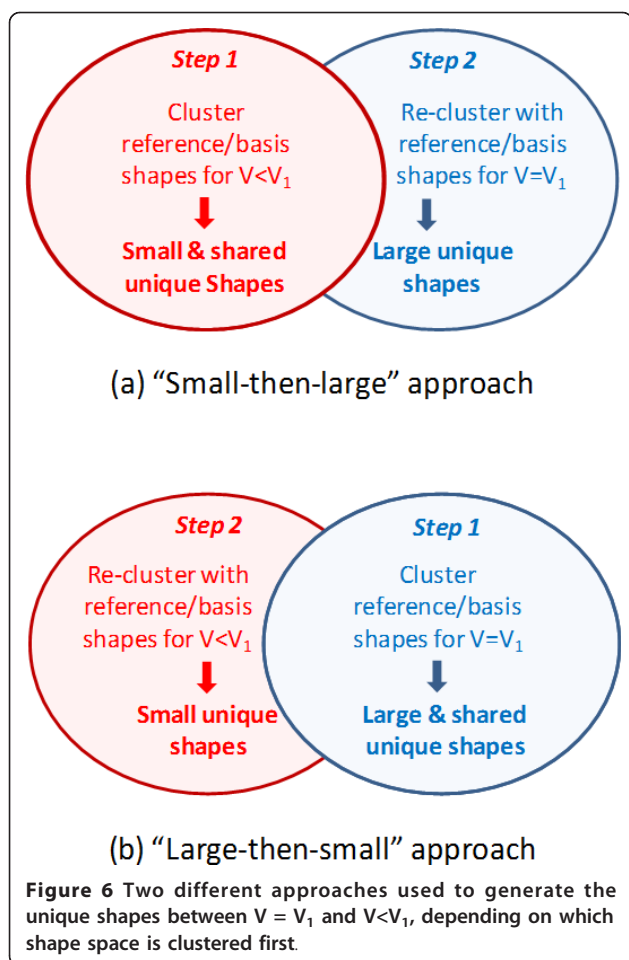 Step 1
Cluster
reference/basis
shapes for V<V₁
Small & shared
unique Shapes
Step 2
Re-cluster with
reference/basis
shapes for V=V₁
Large unique
shapes
(a) “Small-then-large” approach
Step 2
Re-cluster with
reference/basis
shapes for V<V₁
Small unique
shapes
Step 1
Cluster
reference/basis
shapes for V=V₁
Large & shared
unique shapes
(b) “Large-then-small” approach
Figure 6 Two different approaches used to generate the
unique shapes between V = V₁ and V<V₁, depending on which
shape space is clustered first.